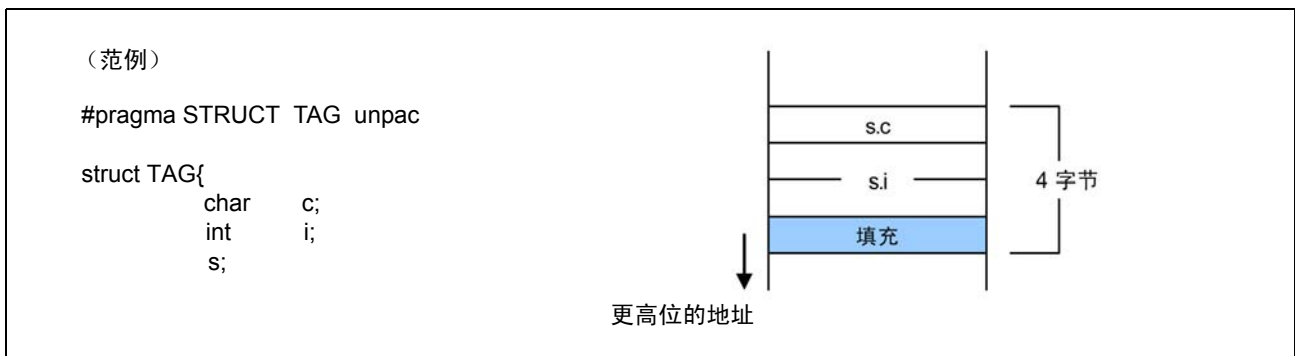 （范例）
#pragma STRUCT TAG unpac
struct TAG{
char c;
int i;
s;
s.c
s.i
填充
4 字节
更高位的地址